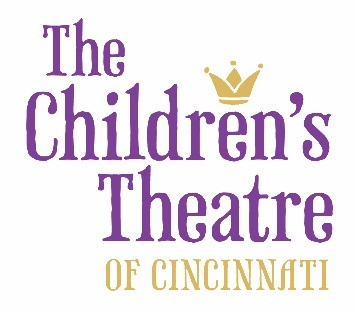 The
Children's
Theatre
OF CINCINNATI